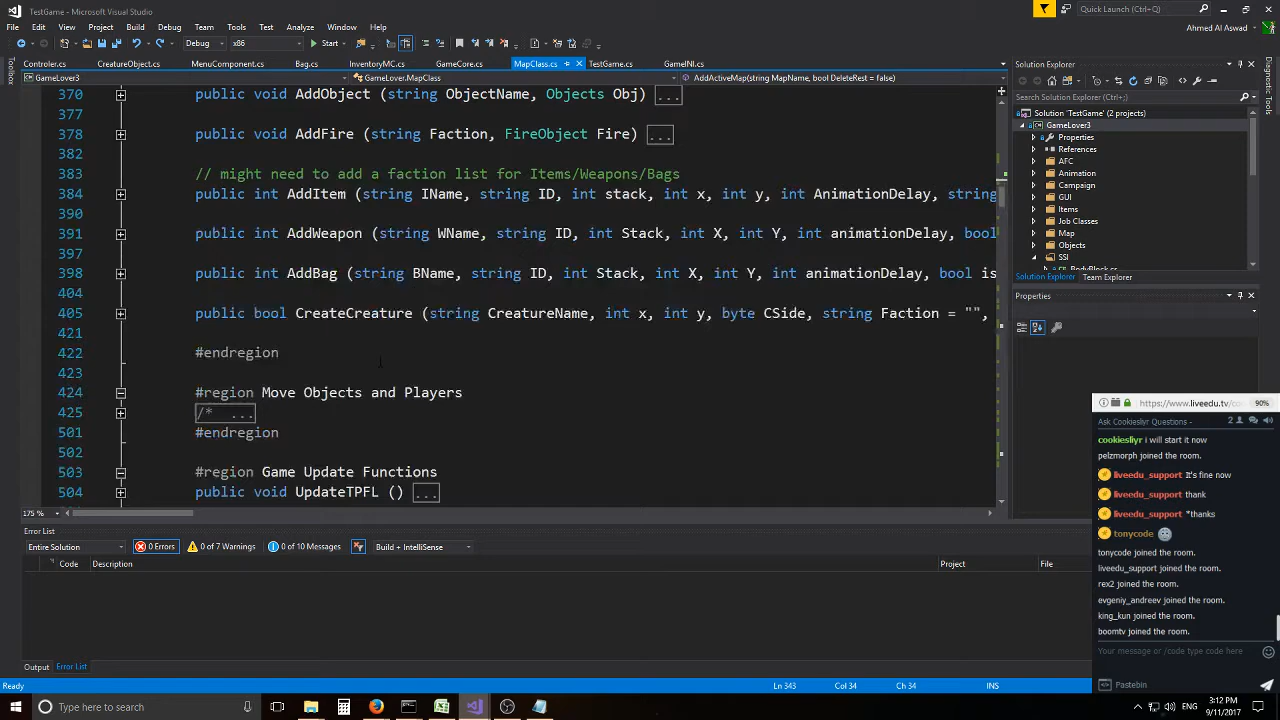 TestGame - Microsoft Visual Studio
Quick Launch (Ctrl+Q)
File Edit View Project Build Debug Team Tools Test Analyze Window Help
Ahmed Al Aswad
Debug x86 Start
Toolbox
Controler.cs CreatureObject.cs MenuComponent.cs Bag.cs InventoryMC.cs GameCore.cs MapClass.cs TestGame.cs GameNI.cs
GameLover3 GameLover.MapClass AddActiveMap(string MapName, bool DeleteRest = false)
370 public void AddObject (string ObjectName, Objects Obj) ...
377
378 public void AddFire (string Faction, FireObject Fire) ...
382
383 // might need to add a faction list for Items/Weapons/Bags
384 public int AddItem (string IName, string ID, int stack, int x, int y, int AnimationDelay, string
390
391 public int AddWeapon (string WName, string ID, int Stack, int X, int Y, int animationDelay, bool
397
398 public int AddBag (string BName, string ID, int Stack, int X, int Y, int animationDelay, bool is
404
405 public bool CreateCreature (string CreatureName, int x, int y, byte CSide, string Faction = "",
421
422 #endregion
423
424 #region Move Objects and Players
425 /* ...
501 #endregion
502
503 #region Game Update Functions
504 public void UpdateTPFL () ...
175 %
Error List
Entire Solution 0 Errors 0 of 7 Warnings 0 of 10 Messages Build + IntelliSense
Code Description Project File
Output Error List
Ready Ln 343 Col 34 Ch 34 INS
Solution Explorer
Search Solution Explorer (Ctrl+;)
Solution 'TestGame' (2 projects)
GameLover3
Properties
References
AFC
Animation
Campaign
GUI
Items
Job Classes
Map
Objects
SSI
BodyBlock.cs
Solution Explorer Team Explorer
Properties
Diagnostic Tools
https://www.liveedu.tv/co 90%
Ask Cookiesliyr Questions - 2
cookiesliyr i will start it now
pelzmorph joined the room.
liveedu_support It's fine now
liveedu_support thank
liveedu_support *thanks
tonycode
tonycode joined the room.
liveedu_support joined the room.
rex2 joined the room.
evgeniy_andreev joined the room.
king_kun joined the room.
boomtv joined the room.
Your message or /code type code here
Pastebin
Type here to search
ENG
3:12 PM
9/11/2017